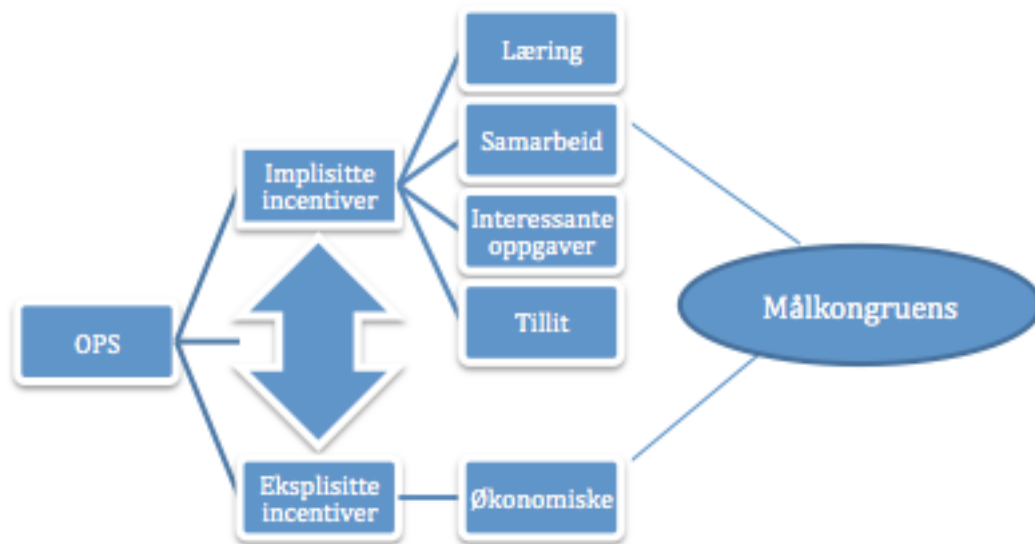 Læring
Samarbeid
Implisitte
incentiver
Interessante
oppgaver
Tillit
OPS
Målkongruens
Eksplisitte
incentiver
Økonomiske